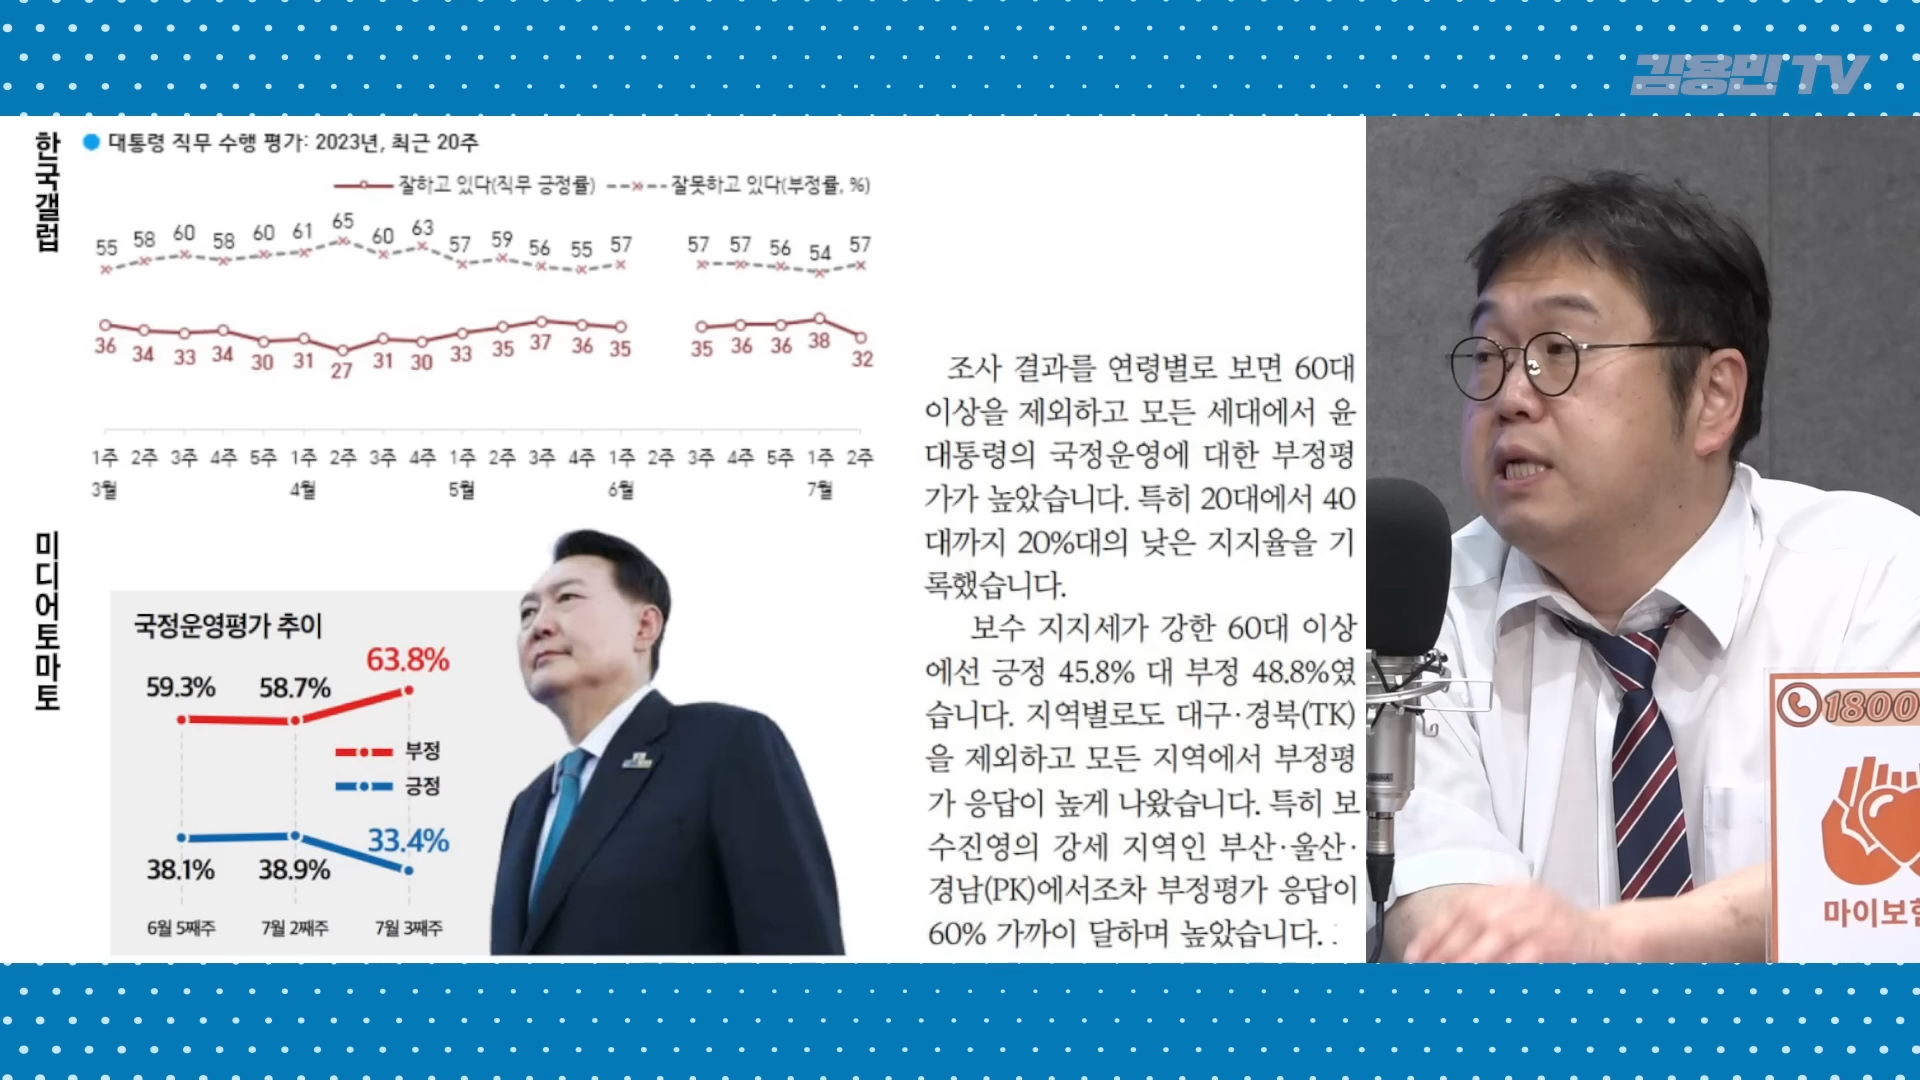 김용민 TV
한국갤럽
대통령 직무 수행 평가: 2023년, 최근 20주
잘하고 있다(직무 긍정률) 잘못하고 있다(부정률, %)
55 58 60 58 60 61 65 60 63 57 59 56 55 57 57 57 56 54 57
36 34 33 34 30 31 27 31 30 33 35 37 36 35 35 36 36 38 32
1주 2주 3주 4주 5주 1주 2주 3주 4주 1주 2주 3주 4주 1주 2주 3주 4주 5주 1주 2주
3월 4월 5월 6월 7월
미디어토마토
국정운영평가 추이
59.3% 58.7% 63.8%
부정
긍정
38.1% 38.9% 33.4%
6월 5째주 7월 2째주 7월 3째주
조사 결과를 연령별로 보면 60대
이상을 제외하고 모든 세대에서 윤
대통령의 국정운영에 대한 부정평
가가 높았습니다. 특히 20대에서 40
대까지 20%대의 낮은 지지율을 기
록했습니다.
보수 지지세가 강한 60대 이상
에선 긍정 45.8% 대 부정 48.8%였
습니다. 지역별로도 대구·경북(TK)
을 제외하고 모든 지역에서 부정평
가 응답이 높게 나왔습니다. 특히 보
수진영의 강세 지역인 부산·울산·
경남(PK)에서조차 부정평가 응답이
60% 가까이 달하며 높았습니다.
1800
마이보험